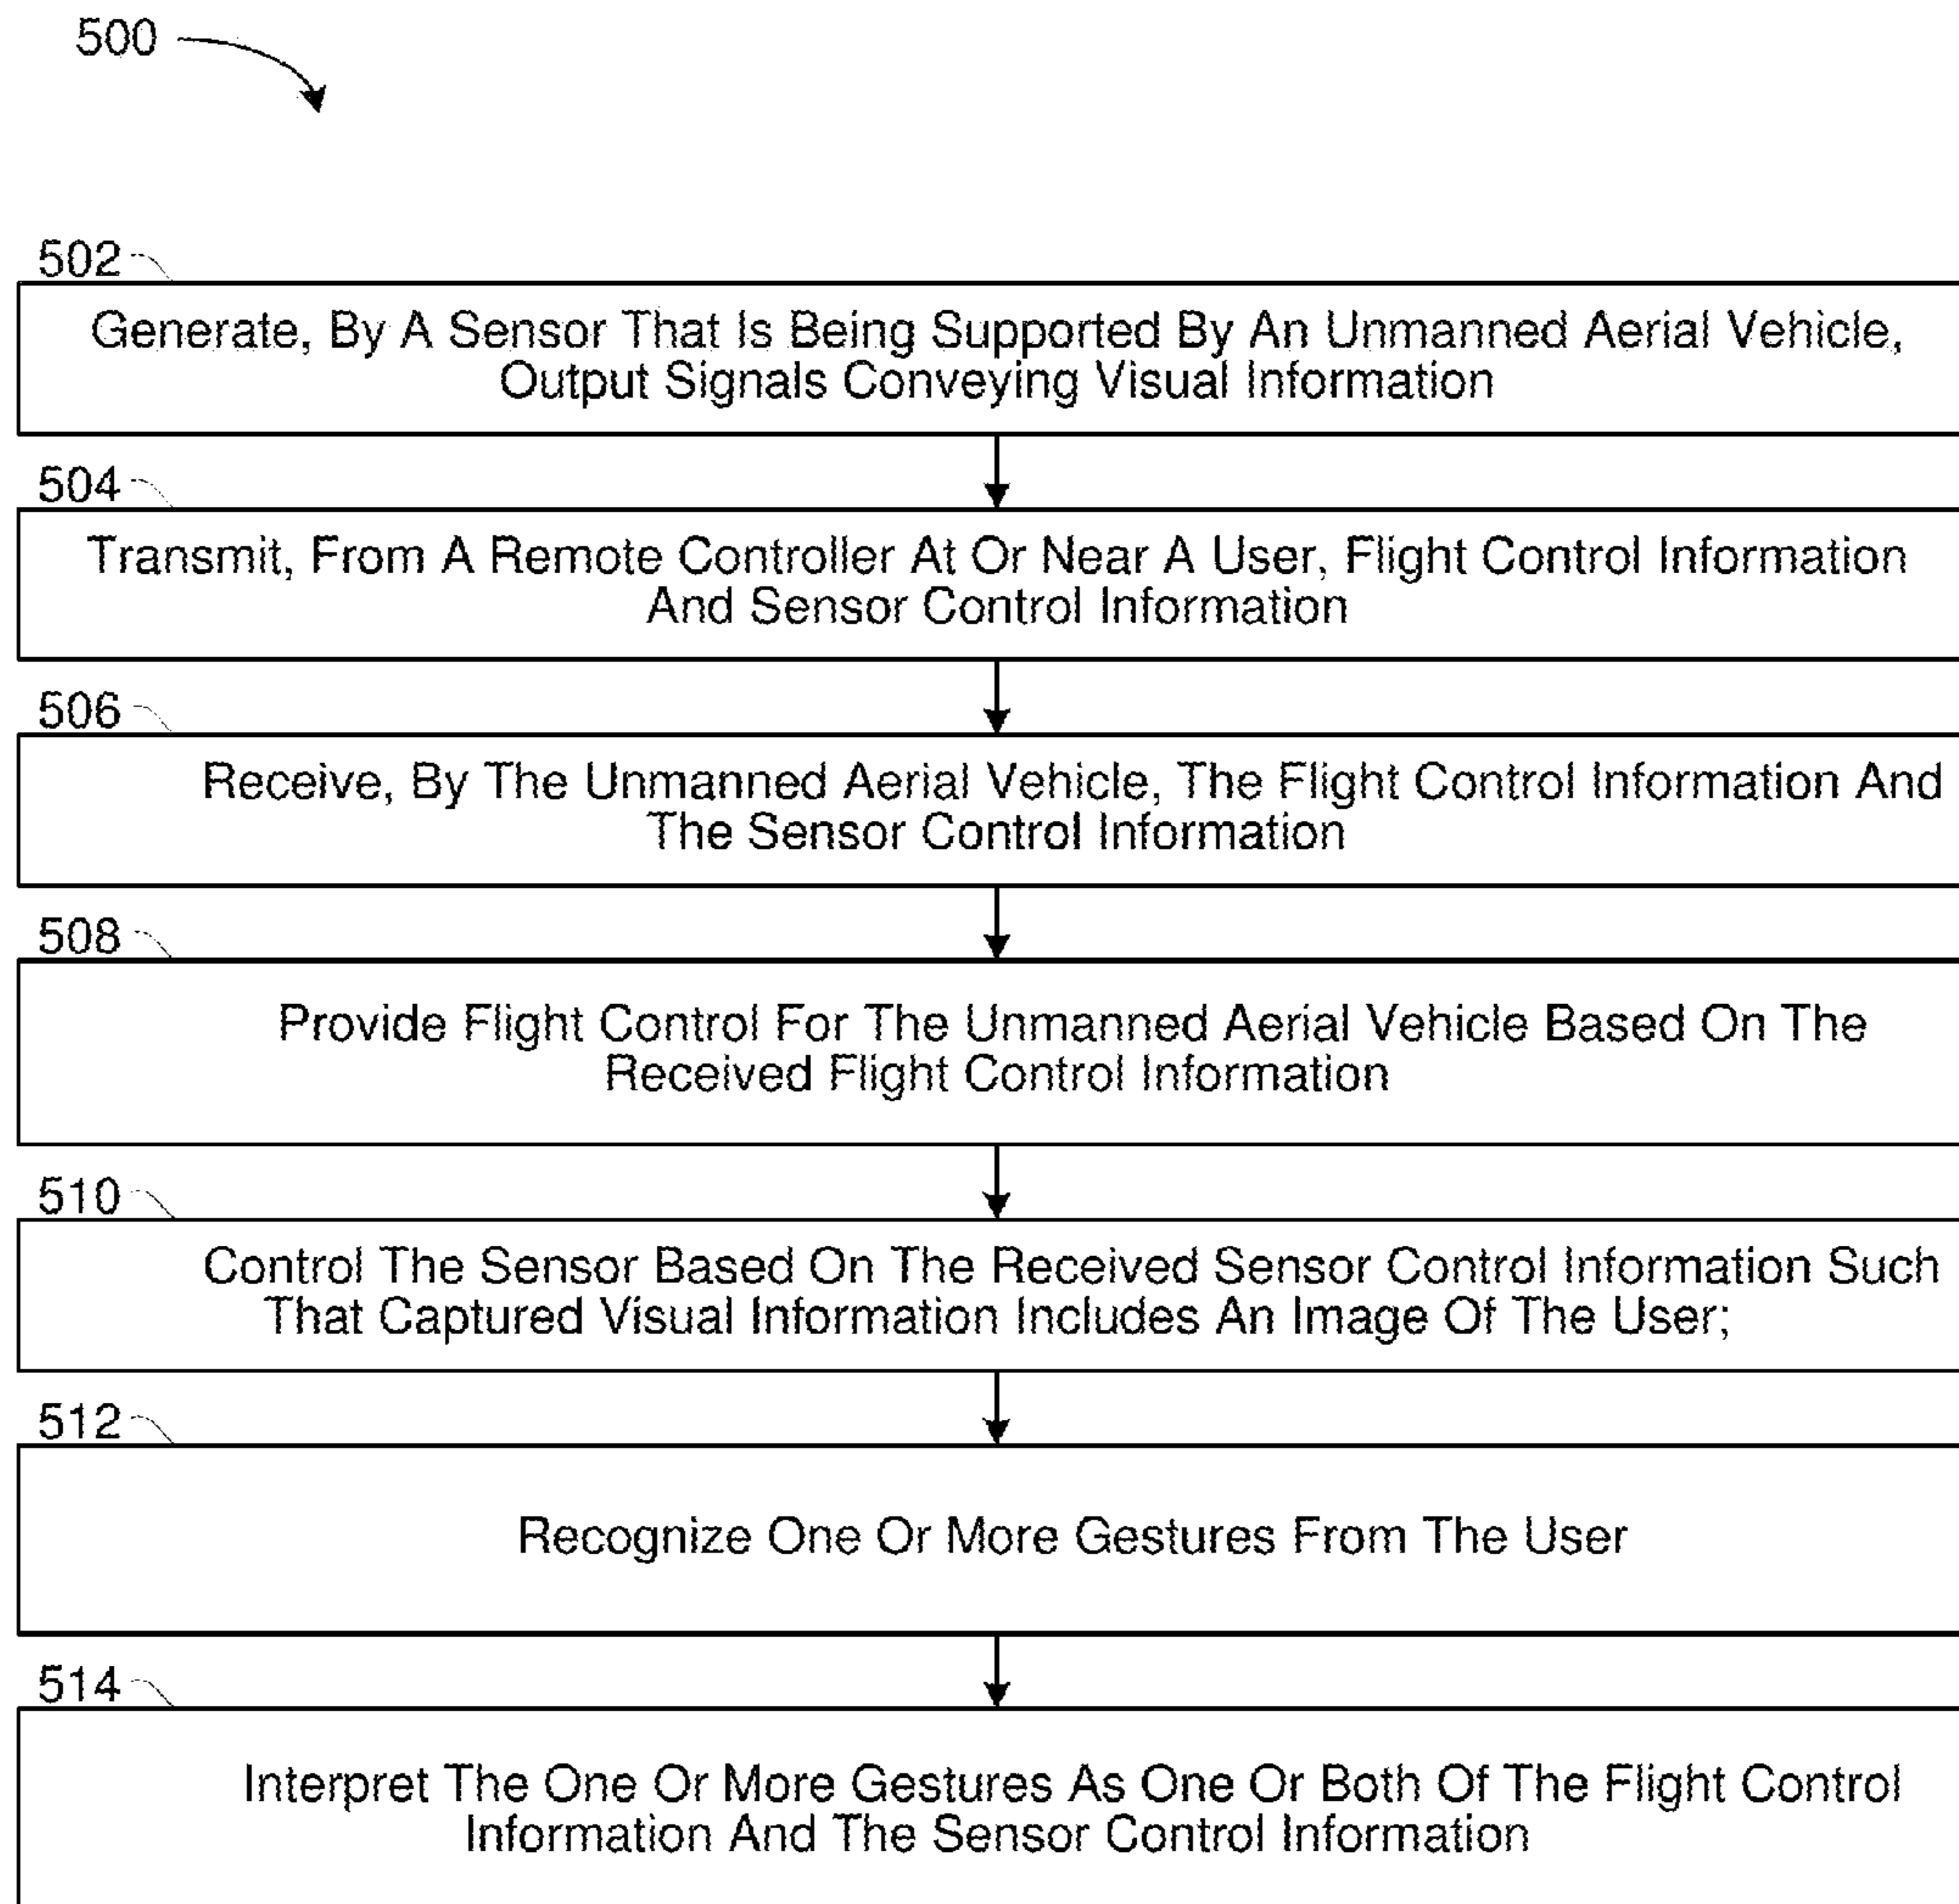 500
502
Generate, By A Sensor That Is Being Supported By An Unmanned Aerial Vehicle,
Output Signals Conveying Visual Information
504
Transmit, From A Remote Controller At Or Near A User, Flight Control Information
And Sensor Control Information
506
Receive, By The Unmanned Aerial Vehicle, The Flight Control Information And
The Sensor Control Information
508
Provide Flight Control For The Unmanned Aerial Vehicle Based On The
Received Flight Control Information
510
Control The Sensor Based On The Received Sensor Control Information Such
That Captured Visual Information Includes An Image Of The User;
512
Recognize One Or More Gestures From The User
514
Interpret The One Or More Gestures As One Or Both Of The Flight Control
Information And The Sensor Control Information